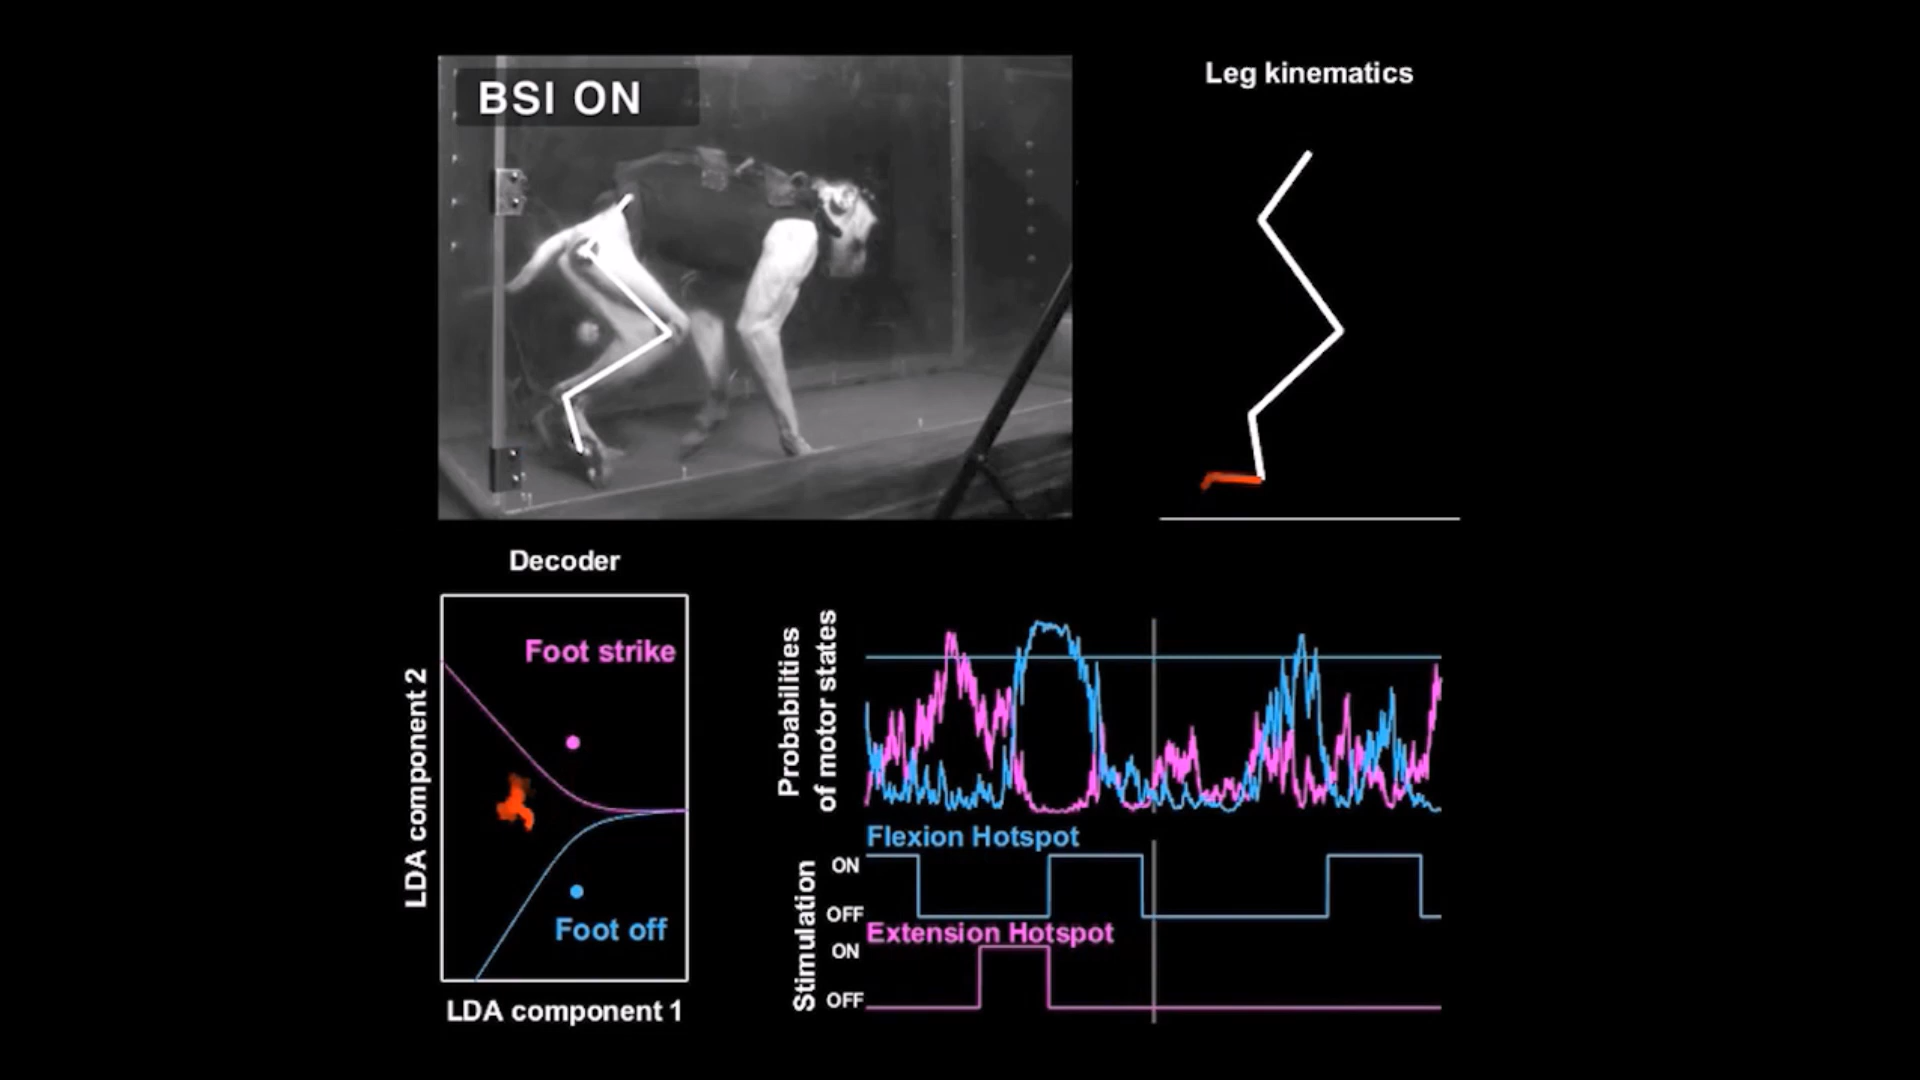 BSI ON
Leg kinematics
Decoder
Foot strike
Foot off
LDA component 2
LDA component 1
Probabilities
of motor states
Flexion Hotspot
ON
OFF
Extension Hotspot
ON
OFF
Stimulation